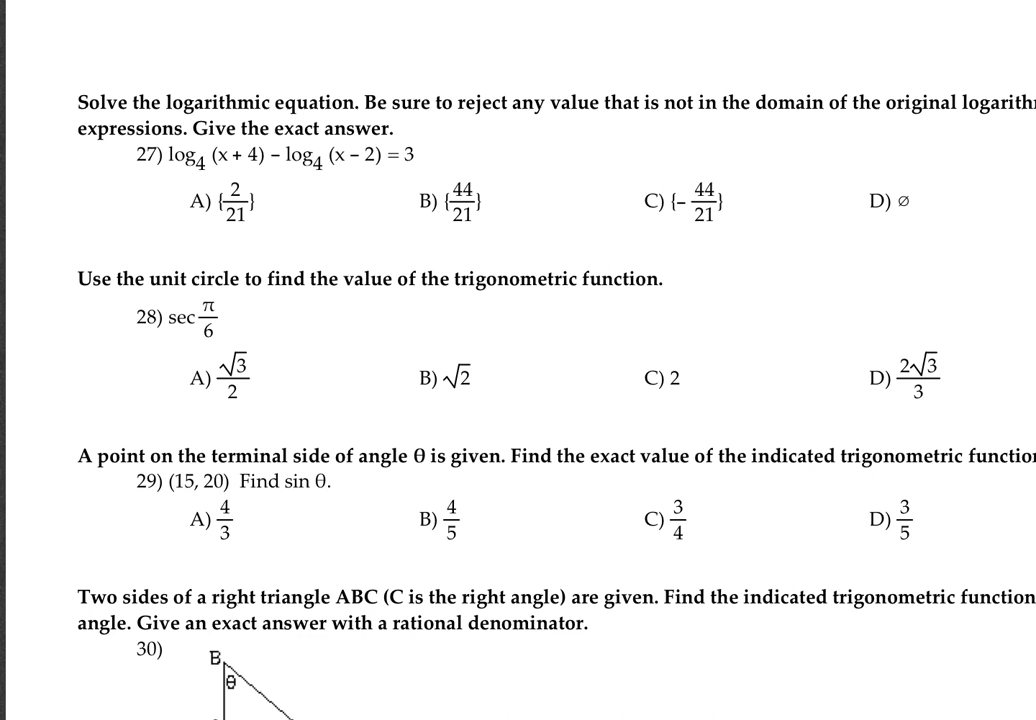 Solve the logarithmic equation. Be sure to reject any value that is not in the domain of the original
expressions. Give the exact answer.
27) log₄ (x + 4) – log₄ (x – 2) = 3
A) {2/21} B) {44/21} C) {– 44/21} D) ∅
Use the unit circle to find the value of the trigonometric function.
28) sec π/6
A) √3/2 B) √2 C) 2 D) 2√3/3
A point on the terminal side of angle θ is given. Find the exact value of the indicated trigonometric
29) (15, 20) Find sin θ.
A) 4/3 B) 4/5 C) 3/4 D) 3/5
Two sides of a right triangle ABC (C is the right angle) are given. Find the indicated trigonometric function
angle. Give an exact answer with a rational denominator.
30)
B
θ